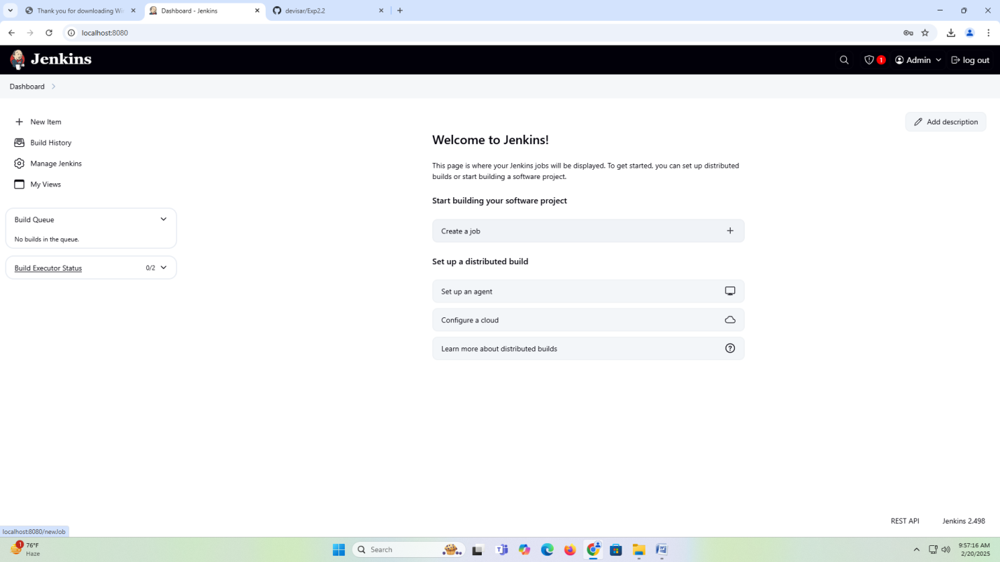 Thank you for downloading Wi
Dashboard - Jenkins
devisar/Exp2.2
localhost:8080
Jenkins
1
Admin
log out
Dashboard
New Item
Build History
Manage Jenkins
My Views
Add description
Welcome to Jenkins!
This page is where your Jenkins jobs will be displayed. To get started, you can set up distributed
builds or start building a software project.
Start building your software project
Create a job
Set up a distributed build
Set up an agent
Configure a cloud
Learn more about distributed builds
Build Queue
No builds in the queue.
Build Executor Status
0/2
REST API
Jenkins 2.498
localhost:8080/newJob
1
76°F
Haze
Search
9:57:16 AM
2/20/2025